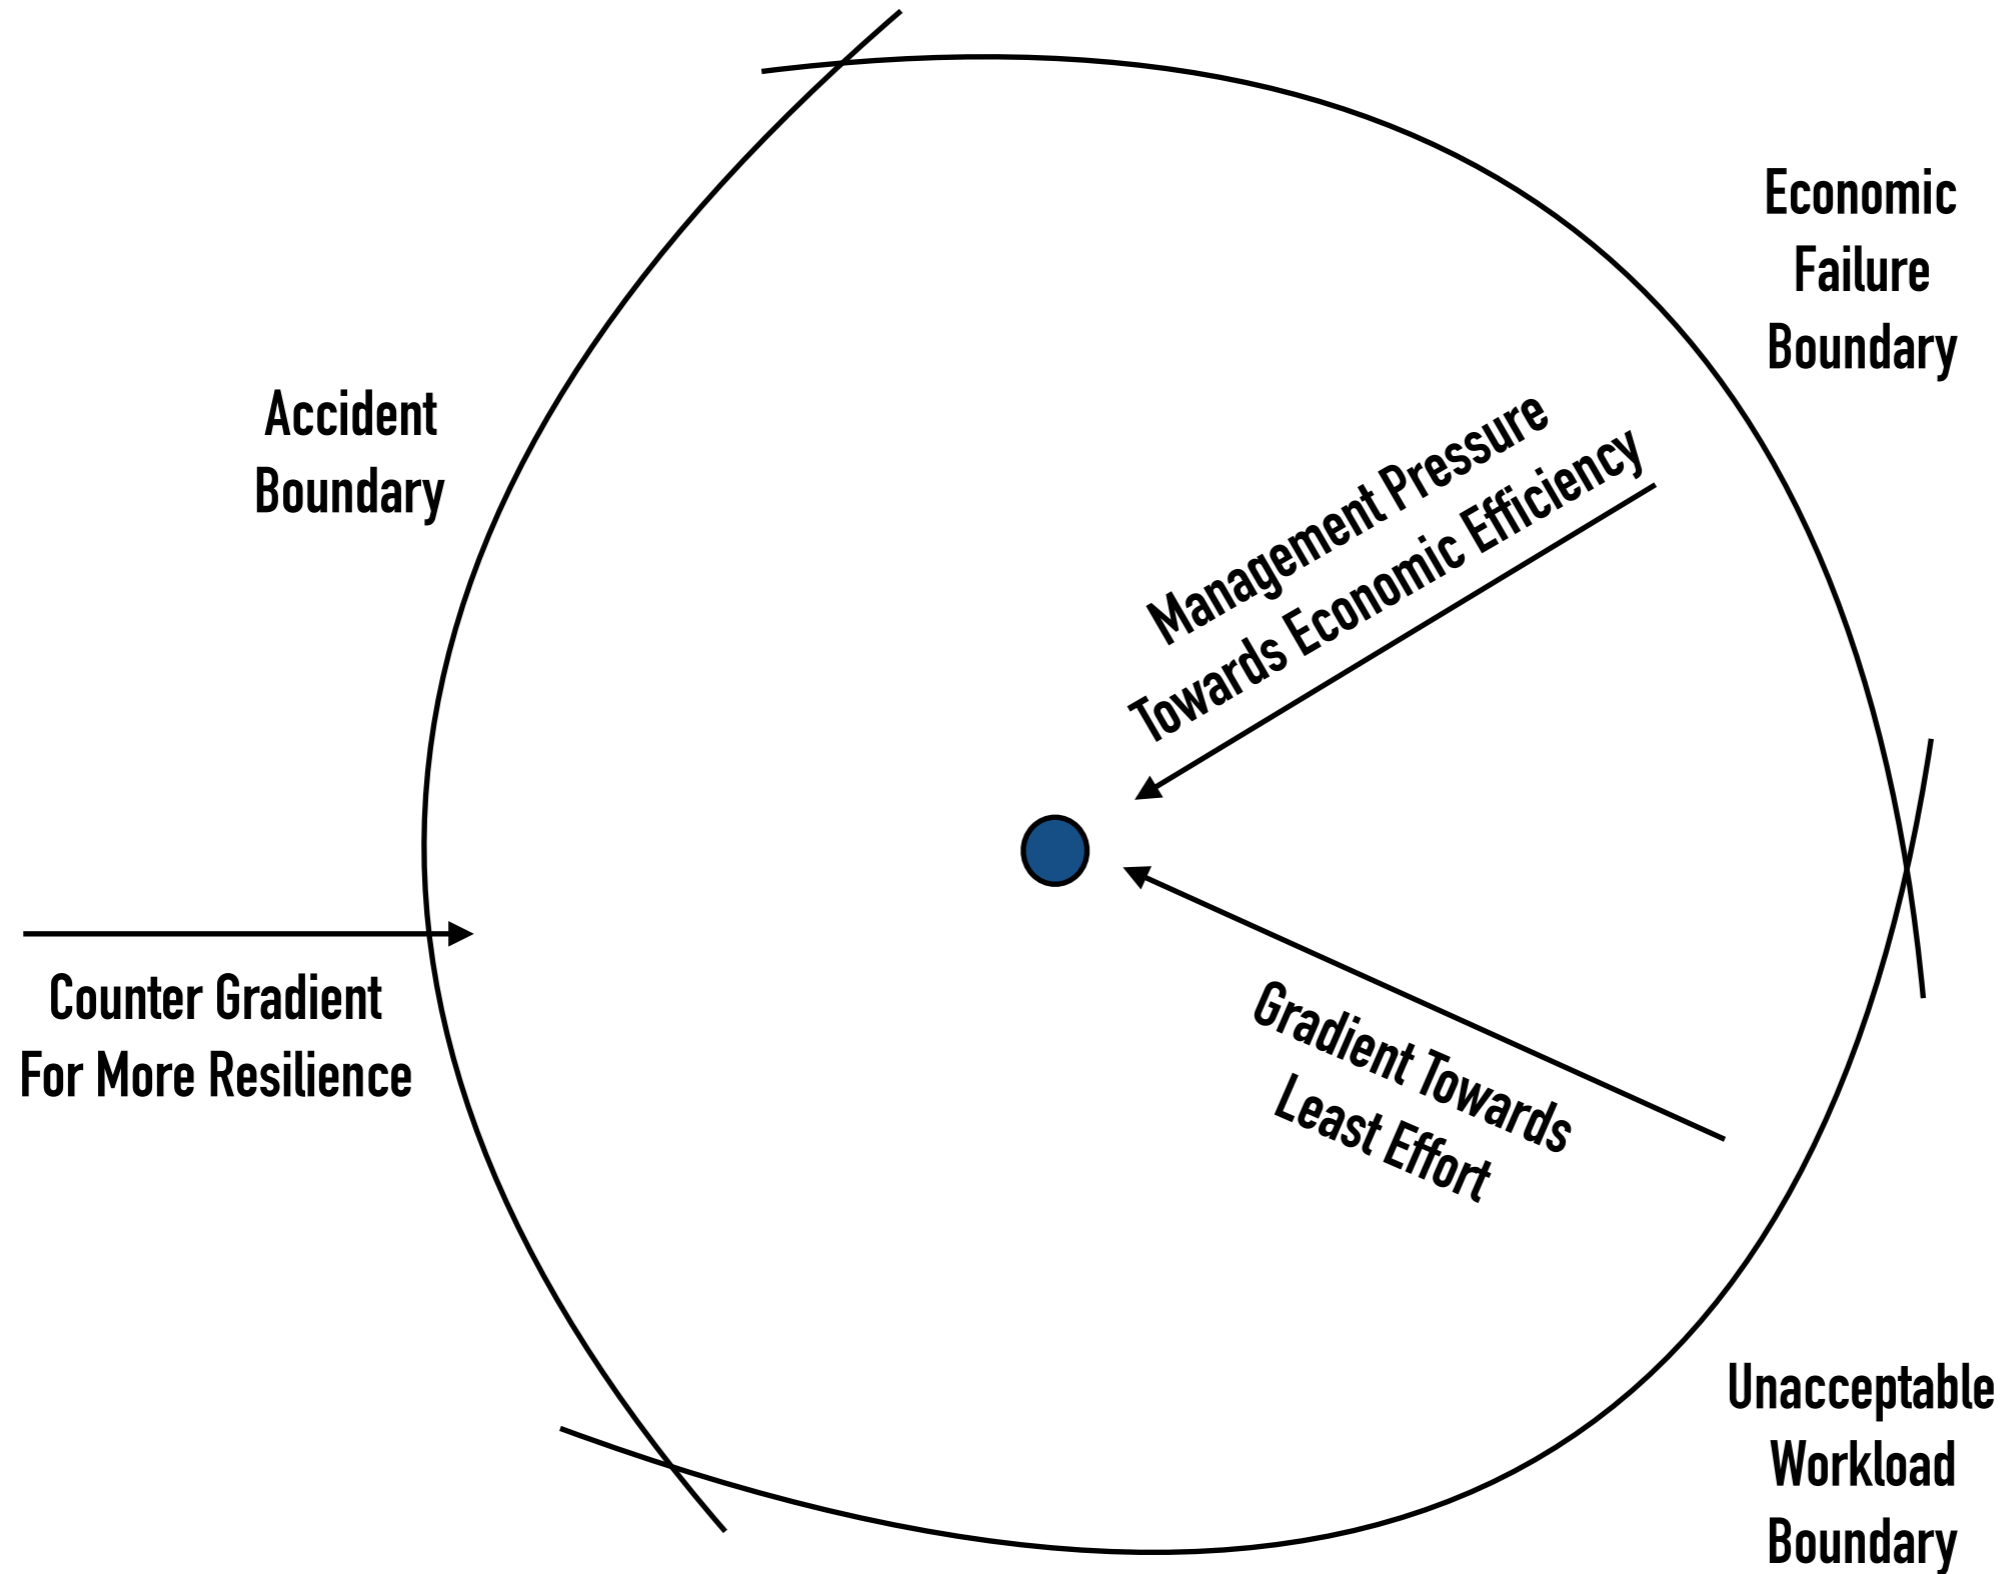 Economic
Failure
Boundary
Accident
Boundary
Management Pressure
Towards Economic Efficiency
Counter Gradient
For More Resilience
Gradient Towards
Least Effort
Unacceptable
Workload
Boundary